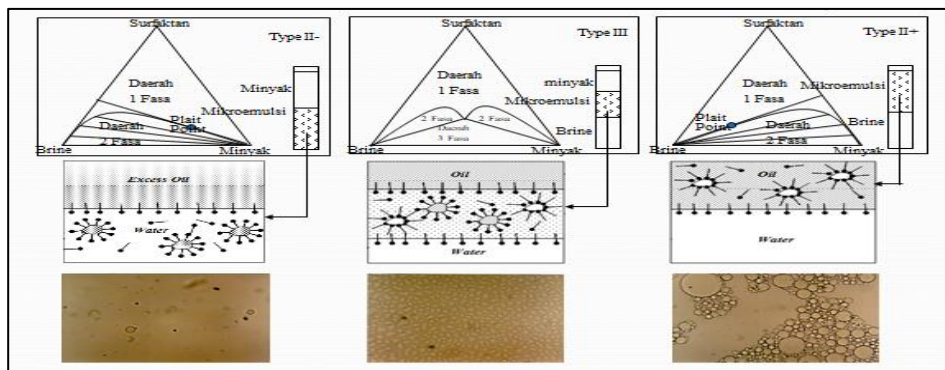 Surfaktan
Type II-
Daerah
1 Fasa
Minyak
Mikroemulsi
Plait
Point
Daerah
2 Fasa
Brine
Minyak
Surfaktan
Type III
Daerah
1 Fasa
minyak
Mikroemulsi
2 Fasa
2 Fasa
Daerah
3 Fasa
Brine
Brine
Minyak
Surfaktan
Type II+
Daerah
1 Fasa
Mikroemulsi
Plait
Point
Daerah
2 Fasa
Brine
Brine
Minyak
Excess Oil
Water
Oil
Water
Oil
Water